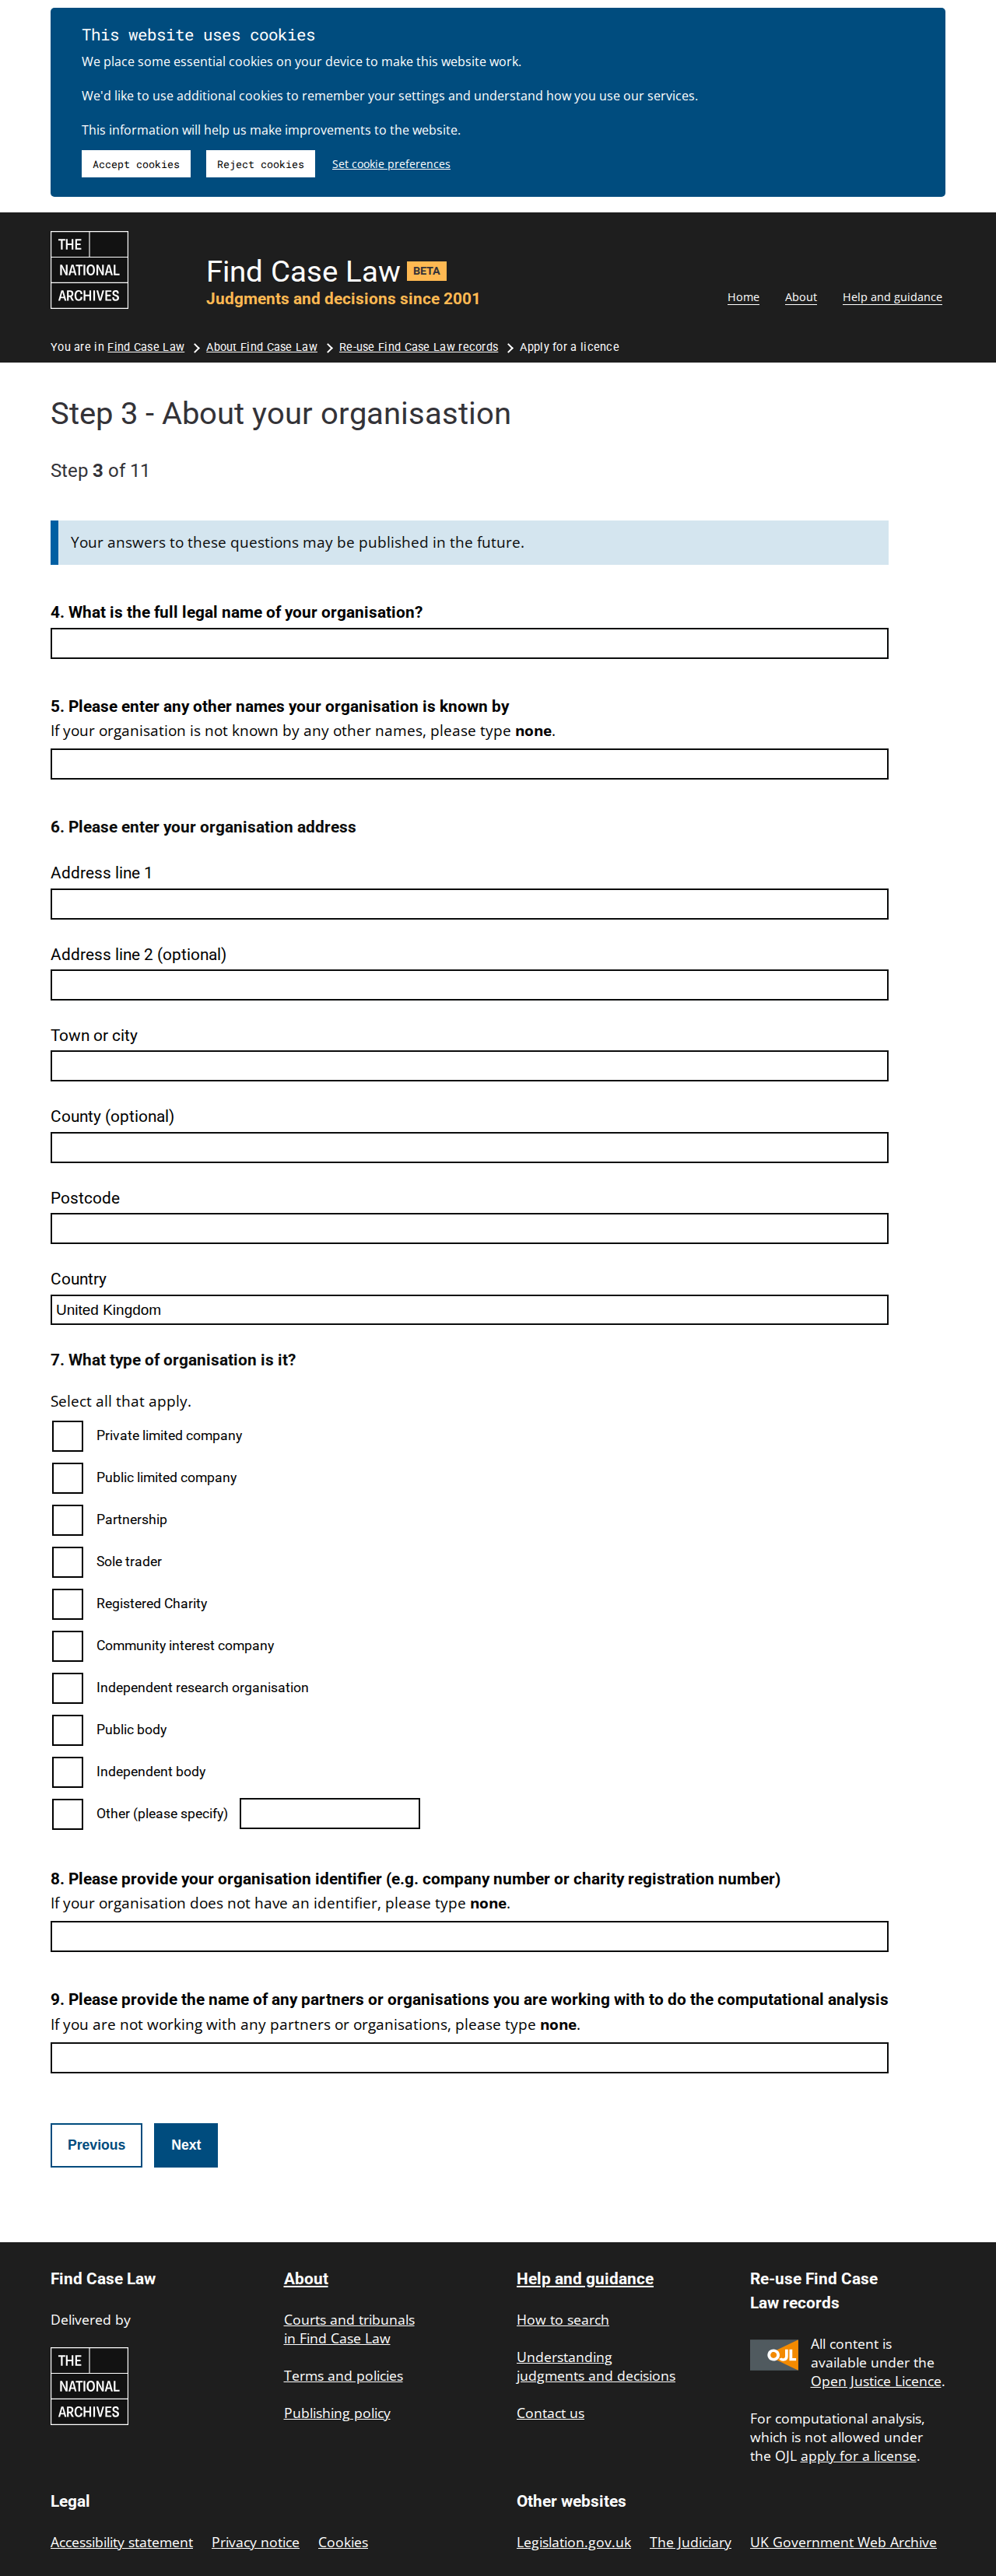 This website uses cookies
We place some essential cookies on your device to make this website work.
We'd like to use additional cookies to remember your settings and understand how you use our services.
This information will help us make improvements to the website.
Accept cookies Reject cookies Set cookie preferences
THE
NATIONAL
ARCHIVES
Find Case Law BETA
Judgments and decisions since 2001
Home About Help and guidance
You are in Find Case Law > About Find Case Law > Re-use Find Case Law records > Apply for a licence
Step 3 - About your organisastion
Step 3 of 11
Your answers to these questions may be published in the future.
4. What is the full legal name of your organisation?
5. Please enter any other names your organisation is known by
If your organisation is not known by any other names, please type none.
6. Please enter your organisation address
Address line 1
Address line 2 (optional)
Town or city
County (optional)
Postcode
Country
United Kingdom
7. What type of organisation is it?
Select all that apply.
Private limited company
Public limited company
Partnership
Sole trader
Registered Charity
Community interest company
Independent research organisation
Public body
Independent body
Other (please specify)
8. Please provide your organisation identifier (e.g. company number or charity registration number)
If your organisation does not have an identifier, please type none.
9. Please provide the name of any partners or organisations you are working with to do the computational analysis
If you are not working with any partners or organisations, please type none.
Previous Next
Find Case Law
Delivered by
THE
NATIONAL
ARCHIVES
About
Courts and tribunals
in Find Case Law
Terms and policies
Publishing policy
Help and guidance
How to search
Understanding
judgments and decisions
Contact us
Re-use Find Case
Law records
OJL
All content is
available under the
Open Justice Licence.
For computational analysis,
which is not allowed under
the OJL apply for a license.
Legal
Accessibility statement Privacy notice Cookies
Other websites
Legislation.gov.uk The Judiciary UK Government Web Archive